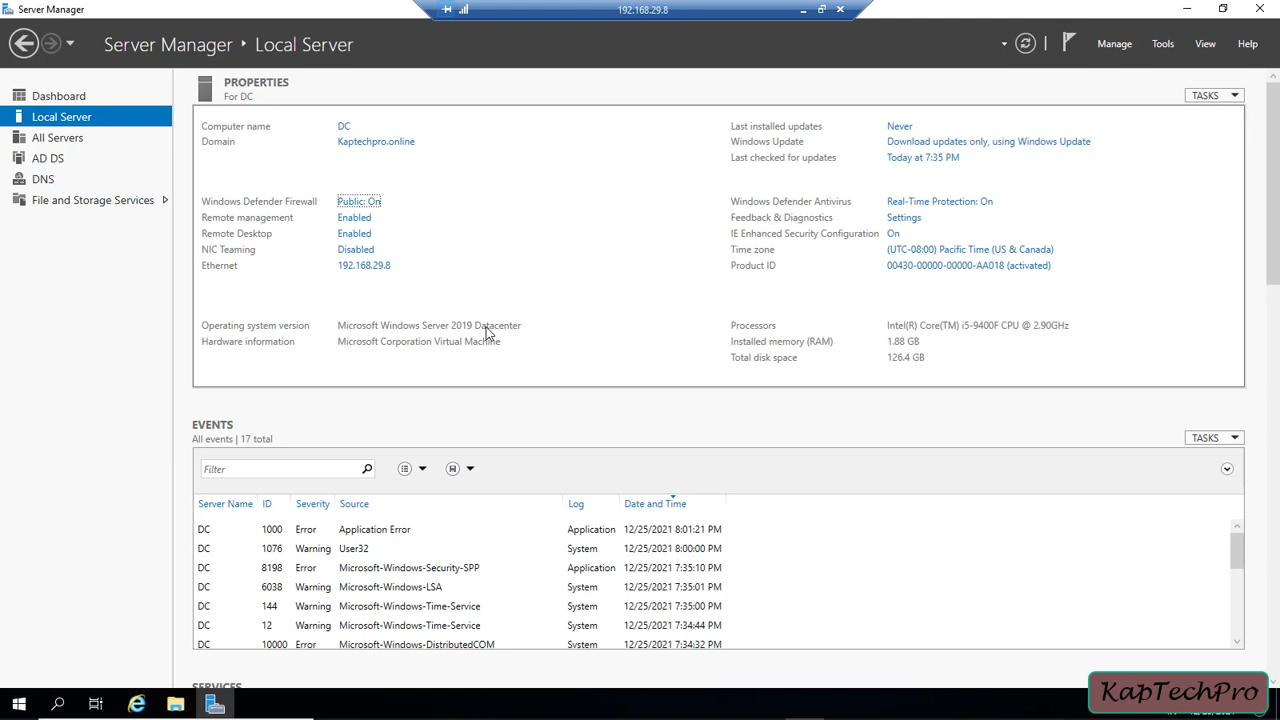 Server Manager
192.168.29.8
Server Manager ‣ Local Server
Manage Tools View Help
Dashboard
Local Server
All Servers
AD DS
DNS
File and Storage Services
PROPERTIES
For DC
TASKS
Computer name DC
Domain Kaptechpro.online
Last installed updates Never
Windows Update Download updates only, using Windows Update
Last checked for updates Today at 7:35 PM
Windows Defender Firewall Public: On
Remote management Enabled
Remote Desktop Enabled
NIC Teaming Disabled
Ethernet 192.168.29.8
Windows Defender Antivirus Real-Time Protection: On
Feedback & Diagnostics Settings
IE Enhanced Security Configuration On
Time zone (UTC-08:00) Pacific Time (US & Canada)
Product ID 00430-00000-00000-AA018 (activated)
Operating system version Microsoft Windows Server 2019 Datacenter
Hardware information Microsoft Corporation Virtual Machine
Processors Intel(R) Core(TM) i5-9400F CPU @ 2.90GHz
Installed memory (RAM) 1.88 GB
Total disk space 126.4 GB
EVENTS
All events | 17 total
TASKS
Filter
Server Name ID Severity Source Log Date and Time
DC 1000 Error Application Error Application 12/25/2021 8:01:21 PM
DC 1076 Warning User32 System 12/25/2021 8:00:00 PM
DC 8198 Error Microsoft-Windows-Security-SPP Application 12/25/2021 7:35:10 PM
DC 6038 Warning Microsoft-Windows-LSA System 12/25/2021 7:35:01 PM
DC 144 Warning Microsoft-Windows-Time-Service System 12/25/2021 7:35:00 PM
DC 12 Warning Microsoft-Windows-Time-Service System 12/25/2021 7:34:44 PM
DC 10000 Error Microsoft-Windows-DistributedCOM System 12/25/2021 7:34:32 PM
SERVICES
KapTechPro